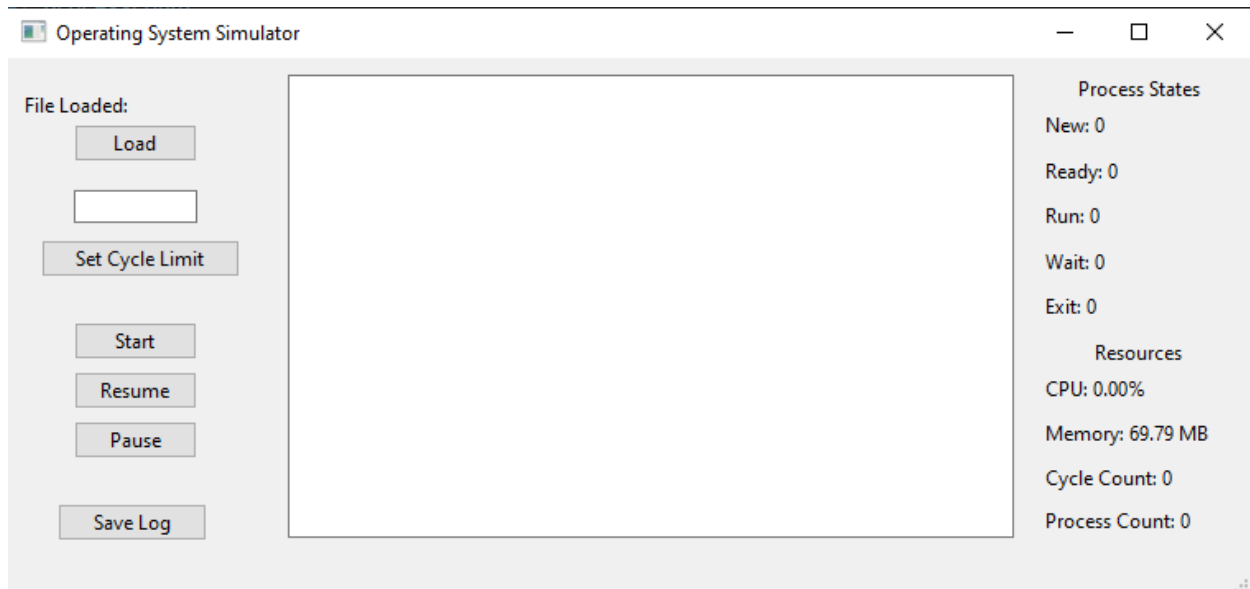 Operating System Simulator
File Loaded:
Load
Set Cycle Limit
Start
Resume
Pause
Save Log
Process States
New: 0
Ready: 0
Run: 0
Wait: 0
Exit: 0
Resources
CPU: 0.00%
Memory: 69.79 MB
Cycle Count: 0
Process Count: 0